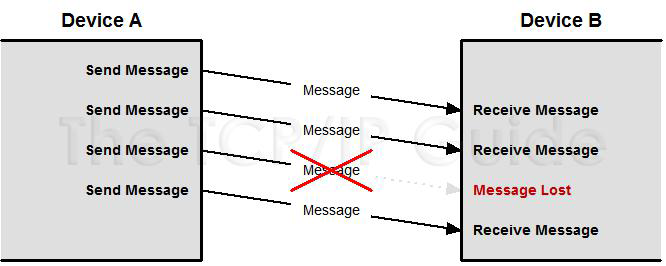 Device A
Device B
Send Message
Message
Receive Message
Send Message
Message
Receive Message
Send Message
Message
Message Lost
Send Message
Message
Receive Message
The TCP/IP Guide